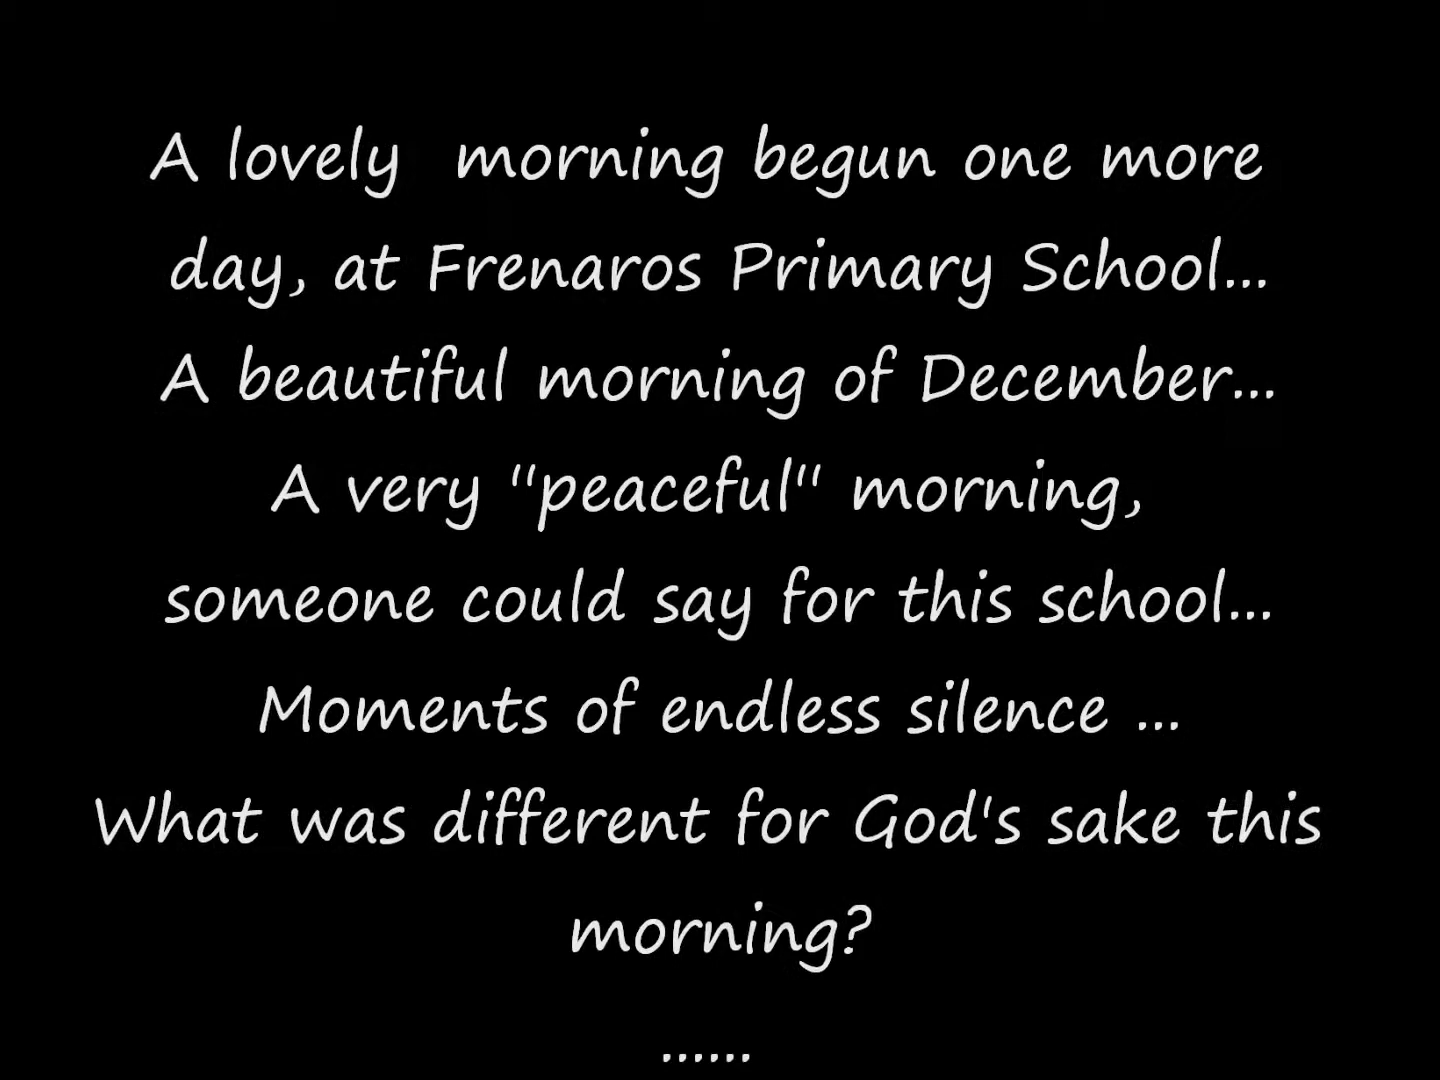 A lovely morning begun one more
day, at Frenaros Primary School...
A beautiful morning of December...
A very "peaceful" morning,
someone could say for this school...
Moments of endless silence ...
What was different for God's sake this
morning?
......